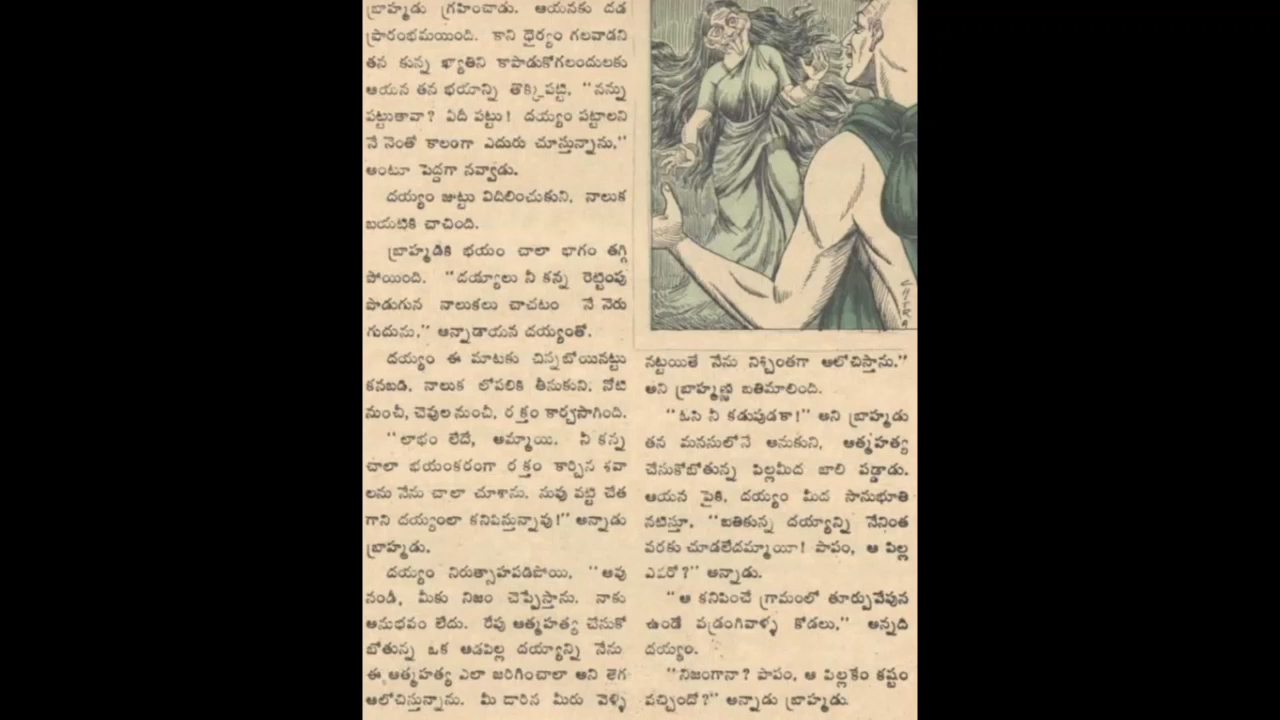 బ్రాహ్మడు గ్రహించాడు. ఆయనకు దడ
ప్రారంభమయింది. కాని ధైర్యం గలవాడని
తన కున్న ఖ్యాతిని కాపాడుకోగలందులకు
ఆయన తన భయాన్ని తొక్కిపట్టి, "నన్ను
పట్టుతావా? ఏదీ పట్టు! దయ్యం పట్టాలని
నే నెంతో కాలంగా ఎదురు చూస్తున్నాను,"
అంటూ పెద్దగా నవ్వాడు.
దయ్యం జుట్టు విదిలించుకుని, నాలుక
బయటికి చాచింది.
బ్రాహ్మడికి భయం చాలా భాగం తగ్గి
పోయింది. "దయ్యాలు నీ కన్న రెట్టింపు
పొడుగున నాలుకలు చాచటం నే నెరు
గుదును," అన్నాడాయన దయ్యంతో.
దయ్యం ఈ మాటకు చిన్నబోయినట్టు
కనబడి, నాలుక లోపలికి తీసుకుని, నోటి
నుంచీ, చెవుల నుంచీ, రక్తం కార్చసాగింది.
"లాభం లేదే, అమ్మాయి. నీ కన్న
చాలా భయంకరంగా రక్తం కార్చిన శవా
లను నేను చాలా చూశాను. నువు వట్టి చేత
గాని దయ్యంలా కనిపిస్తున్నావు!" అన్నాడు
బ్రాహ్మడు.
దయ్యం నిరుత్సాహపడిపోయి, "అవు
నండి, మీకు నిజం చెప్పేస్తాను. నాకు
అనుభవం లేదు. రేపు ఆత్మహత్య చేసుకో
బోతున్న ఒక ఆడపిల్ల దయ్యాన్ని నేను.
ఈ ఆత్మహత్య ఎలా జరిగించాలా అని తెగ
ఆలోచిస్తున్నాను. మీ దారిన మీరు వెళ్ళి
CHITRA
నట్టయితే నేను నిశ్చింతగా ఆలోచిస్తాను."
అని బ్రాహ్మణ్ణి బతిమాలింది.
"ఓసి నీ కడుపుడకా!" అని బ్రాహ్మడు
తన మనసులోనే అనుకుని, ఆత్మహత్య
చేసుకోబోతున్న పిల్లమీద జాలి పడ్డాడు.
ఆయన పైకి, దయ్యం మీద సానుభూతి
నటిస్తూ, "బతికున్న దయ్యాన్ని నేనింత
వరకు చూడలేదమ్మాయీ! పాపం, ఆ పిల్ల
ఎవరో?" అన్నాడు.
"ఆ కనిపించే గ్రామంలో తూర్పువేపున
ఉండే వడ్రంగివాళ్ళ కోడలు," అన్నది
దయ్యం.
"నిజంగానా? పాపం, ఆ పిల్లకేం కష్టం
వచ్చిందో?" అన్నాడు బ్రాహ్మడు.